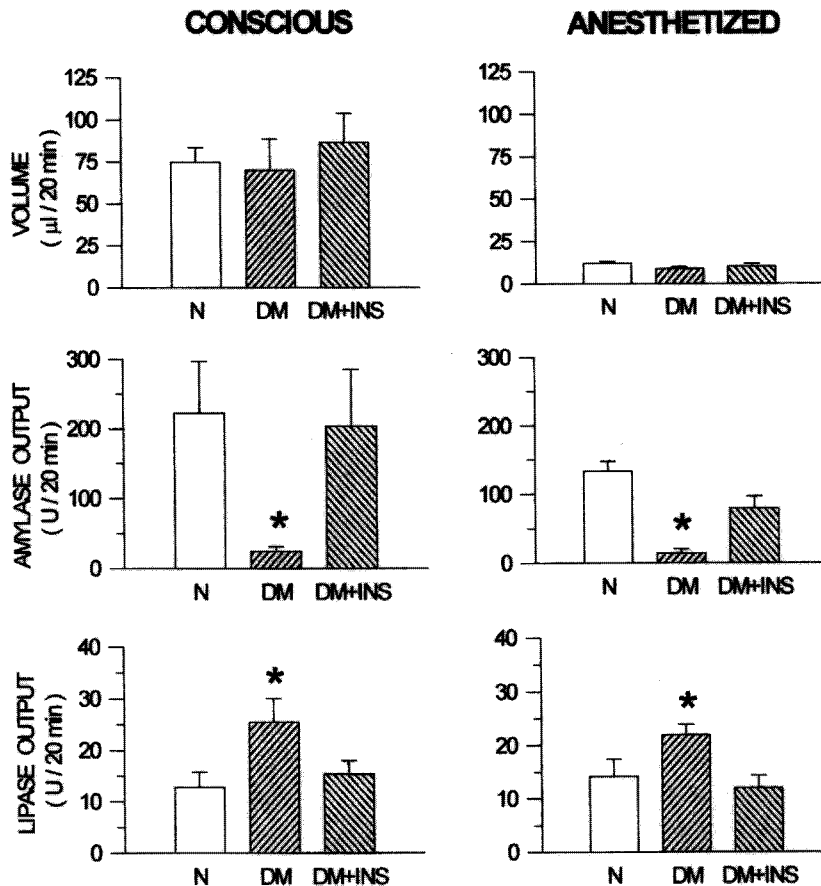 CONSCIOUS
ANESTHETIZED
VOLUME
( µl / 20 min )
125
100
75
50
25
0
N DM DM+INS
125
100
75
50
25
0
N DM DM+INS
AMYLASE OUTPUT
( U / 20 min )
300
200
100
0
*
N DM DM+INS
300
200
100
0
*
N DM DM+INS
LIPASE OUTPUT
( U / 20 min )
40
30
20
10
0
*
N DM DM+INS
40
30
20
10
0
*
N DM DM+INS